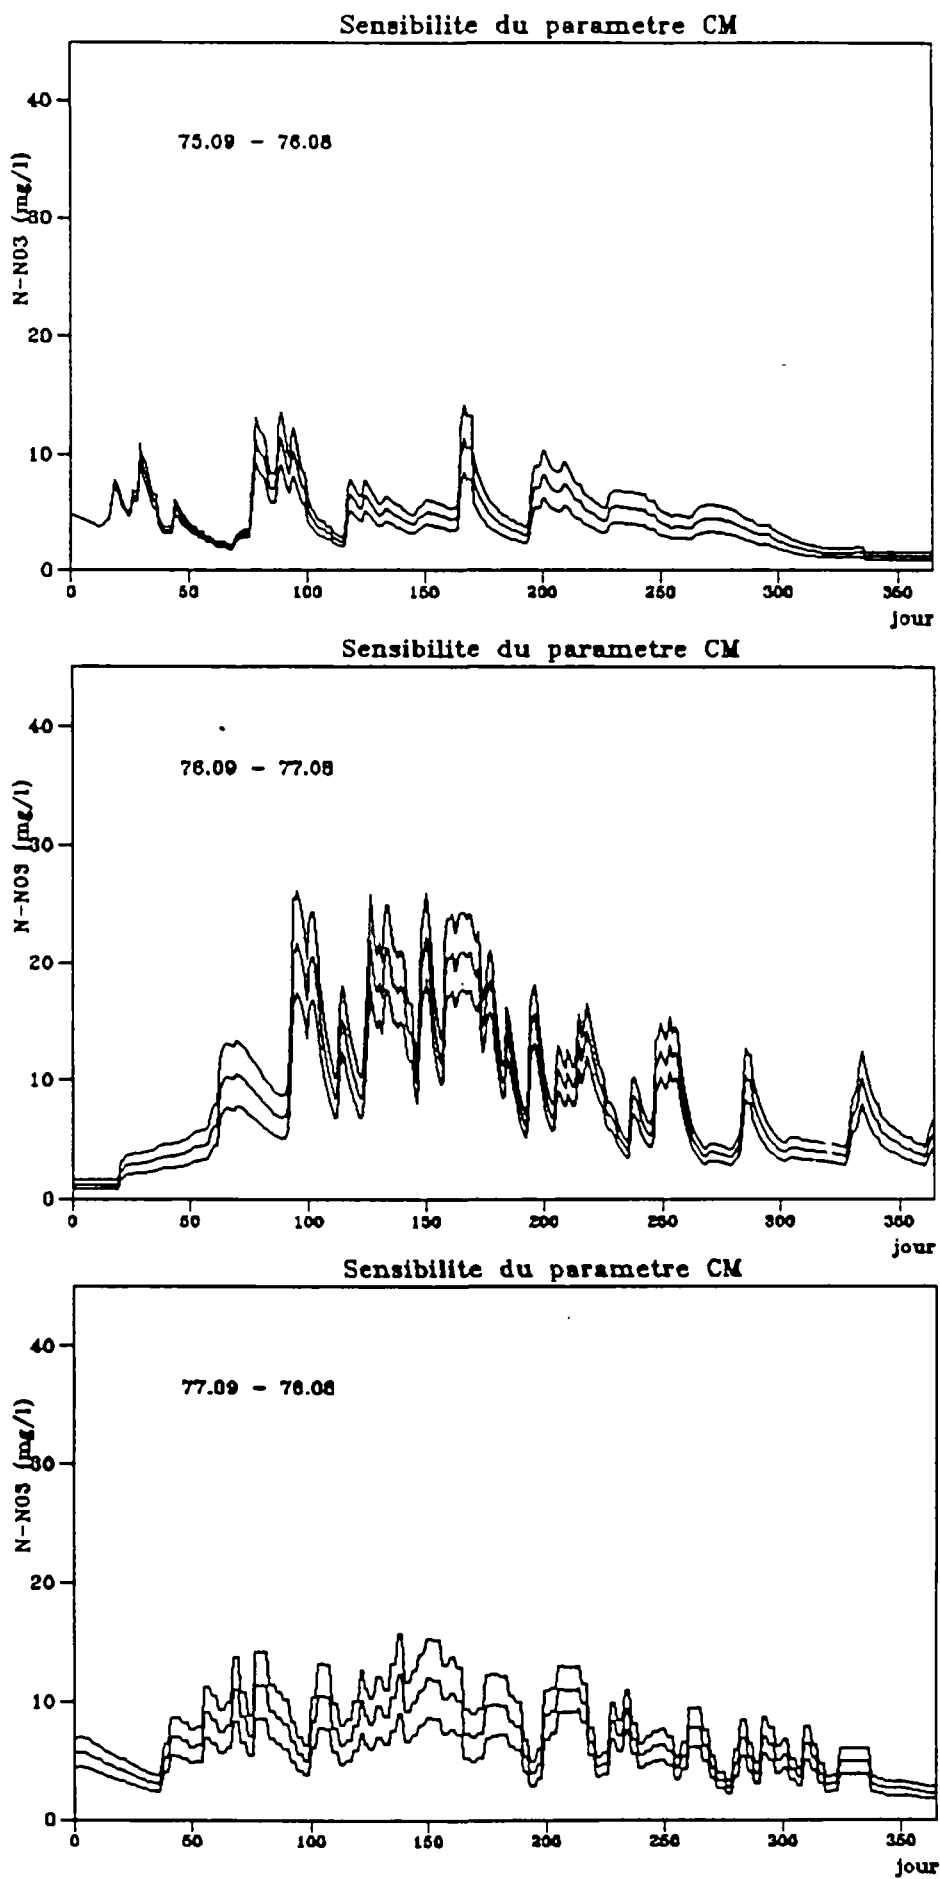 Sensibilite du parametre CM
40
75.09 - 76.08
N-NO3 (mg/l)
30
20
10
0
0 50 100 150 200 250 300 350
jour
Sensibilite du parametre CM
40
76.09 - 77.08
N-NO3 (mg/l)
30
20
10
0
0 50 100 150 200 250 300 350
jour
Sensibilite du parametre CM
40
77.09 - 78.08
N-NO3 (mg/l)
30
20
10
0
0 50 100 150 200 250 300 350
jour